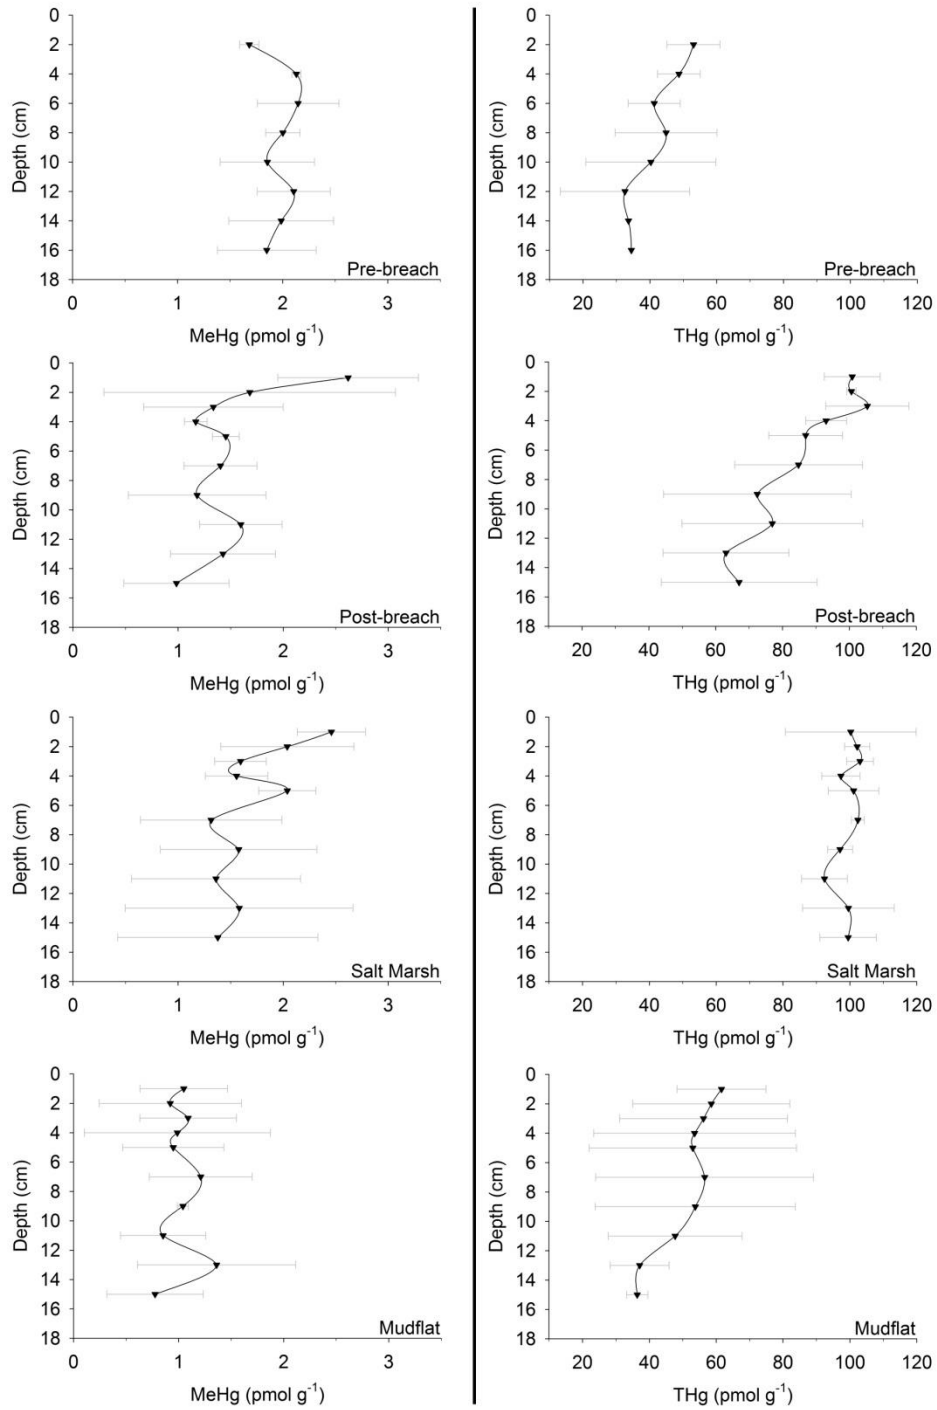 0
2
4
6
8
10
12
14
16
18
Depth (cm)
Pre-breach
0 1 2 3
MeHg (pmol g⁻¹)
0
2
4
6
8
10
12
14
16
18
Depth (cm)
Pre-breach
20 40 60 80 100 120
THg (pmol g⁻¹)
0
2
4
6
8
10
12
14
16
18
Depth (cm)
Post-breach
0 1 2 3
MeHg (pmol g⁻¹)
0
2
4
6
8
10
12
14
16
18
Depth (cm)
Post-breach
20 40 60 80 100 120
THg (pmol g⁻¹)
0
2
4
6
8
10
12
14
16
18
Depth (cm)
Salt Marsh
0 1 2 3
MeHg (pmol g⁻¹)
0
2
4
6
8
10
12
14
16
18
Depth (cm)
Salt Marsh
20 40 60 80 100 120
THg (pmol g⁻¹)
0
2
4
6
8
10
12
14
16
18
Depth (cm)
Mudflat
0 1 2 3
MeHg (pmol g⁻¹)
0
2
4
6
8
10
12
14
16
18
Depth (cm)
Mudflat
20 40 60 80 100 120
THg (pmol g⁻¹)